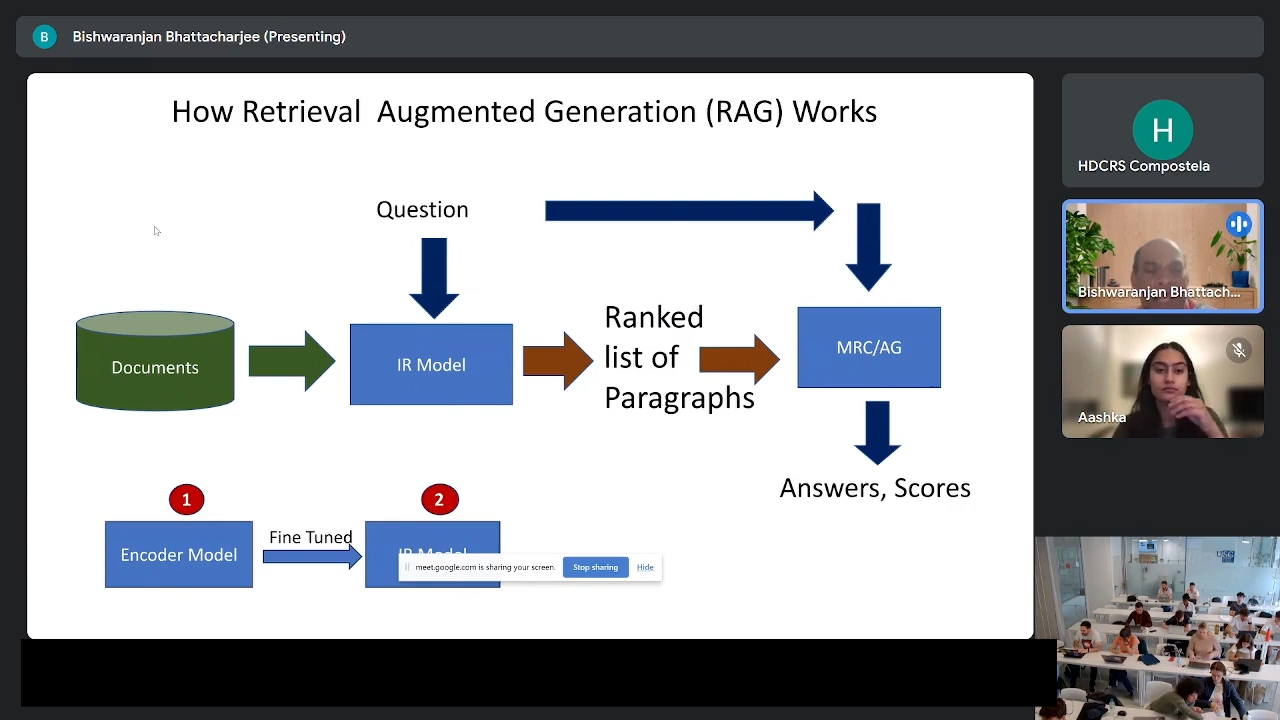 B
Bishwaranjan Bhattacharjee (Presenting)
How Retrieval Augmented Generation (RAG) Works
Question
Documents
IR Model
Ranked
list of
Paragraphs
MRC/AG
Answers, Scores
1
2
Encoder Model
Fine Tuned
IR Model
meet.google.com is sharing your screen.
Stop sharing
Hide
H
HDCRS Compostela
Bishwaranjan Bhattach...
Aashka